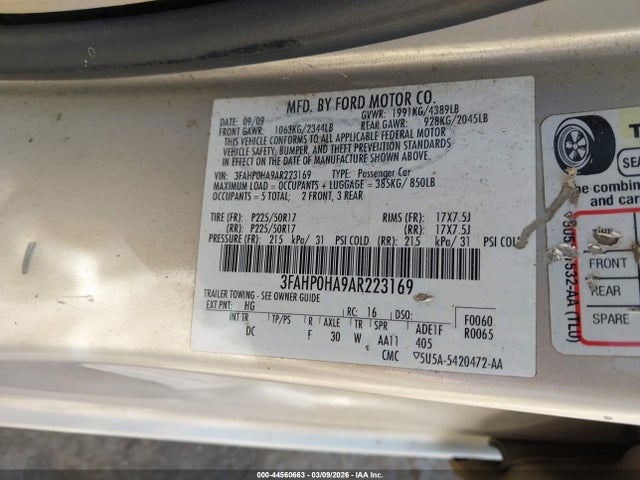 MFD. BY FORD MOTOR CO.
DATE: 09/09 GVWR: 1991KG/4389LB
FRONT GAWR: 1063KG/2344LB REAR GAWR: 928KG/2045LB
THIS VEHICLE CONFORMS TO ALL APPLICABLE FEDERAL MOTOR
VEHICLE SAFETY, BUMPER, AND THEFT PREVENTION STANDARDS IN
EFFECT ON THE DATE OF MANUFACTURE SHOWN ABOVE.
VIN: 3FAHP0HA9AR223169 TYPE: Passenger Car
MAXIMUM LOAD = OCCUPANTS + LUGGAGE = 385KG/850LB
OCCUPANTS = 5 TOTAL: 2 FRONT, 3 REAR
TIRE (FR): P225/50R17 RIMS (FR): 17X7.5J
(RR): P225/50R17 (RR): 17X7.5J
PRESSURE (FR) 215 kPa/ 31 PSI COLD (RR) 215 kPa/ 31 PSI COLD
3FAHP0HA9AR223169
TRAILER TOWING - SEE OWNER GUIDE
EXT PNT: HG RC: 16 DSO: F0060
INT TR TP/PS R AXLE TR SPR ADE1F R0065
DC F 30 W AA11 405
CMC 5U5A-5420472-AA
The combin
and car
FRONT
REAR
SPARE
000-44560663 | 03/09/2026 | IAA Inc.